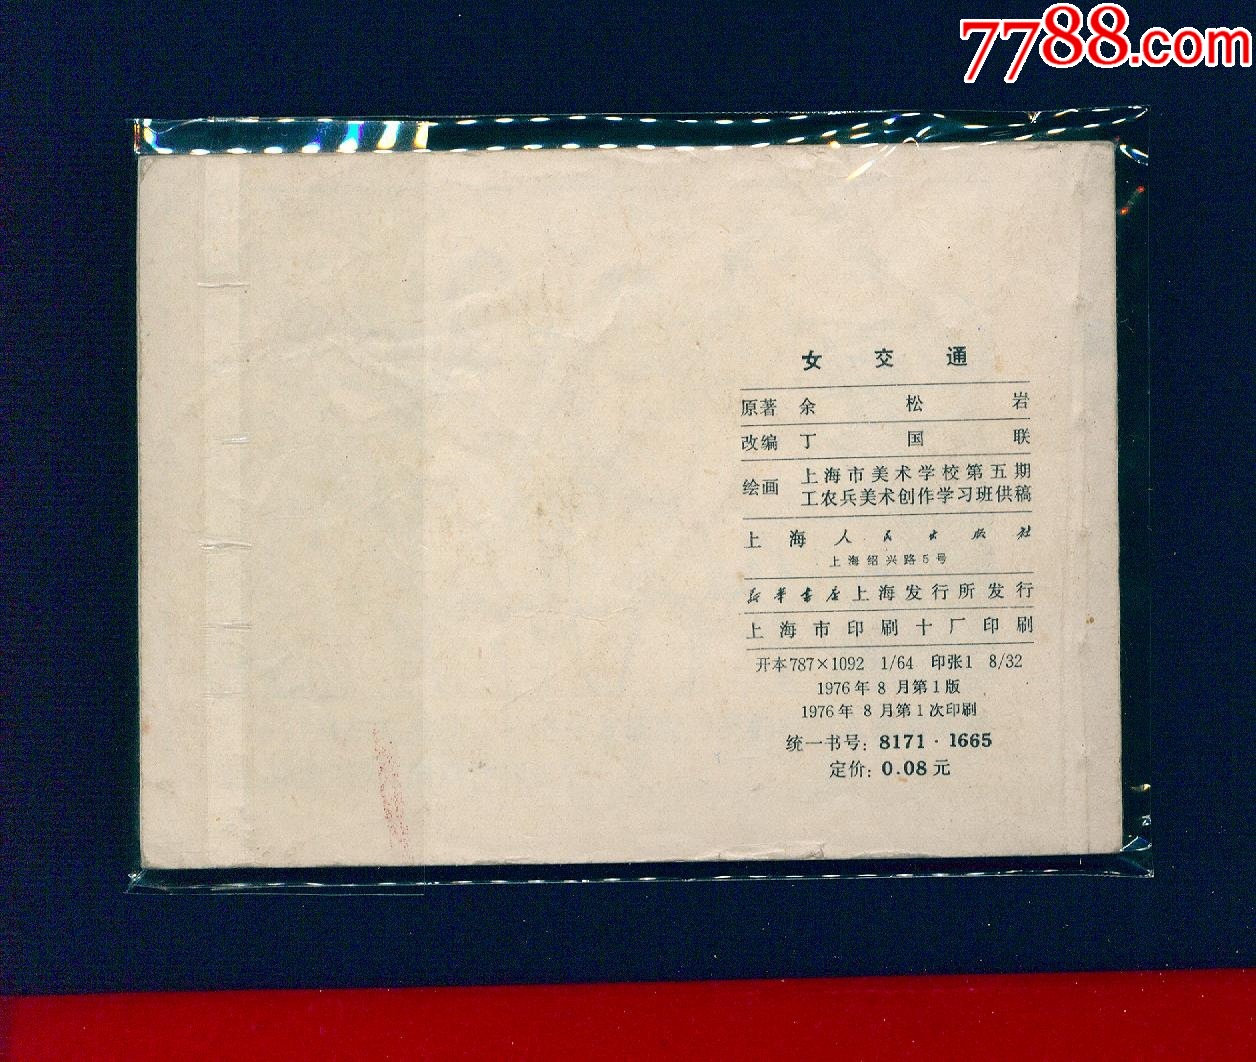 7788.com
女交通
原著 余松岩
改编 丁国联
绘画 上海市美术学校第五期
工农兵美术创作学习班供稿
上海人民出版社
上海绍兴路5号
新华书店上海发行所发行
上海市印刷十厂印刷
开本787×1092 1/64 印张1 8/32
1976年8月第1版
1976年8月第1次印刷
统一书号：8171·1665
定价：0.08元